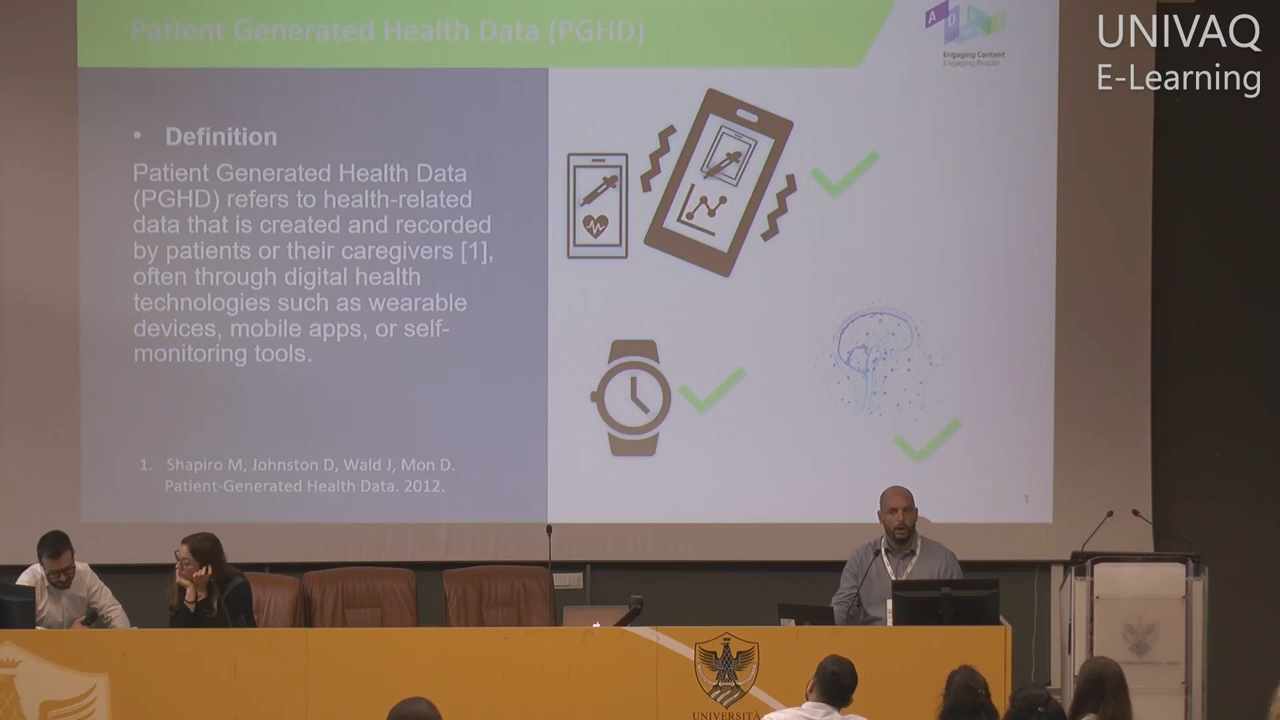 Patient Generated Health Data (PGHD)
ADAPT
Engaging Content
Engaging People
UNIVAQ
E-Learning
• Definition
Patient Generated Health Data
(PGHD) refers to health-related
data that is created and recorded
by patients or their caregivers [1],
often through digital health
technologies such as wearable
devices, mobile apps, or self-
monitoring tools.
1. Shapiro M, Johnston D, Wald J, Mon D.
Patient-Generated Health Data. 2012.
1
UNIVERSITÀ